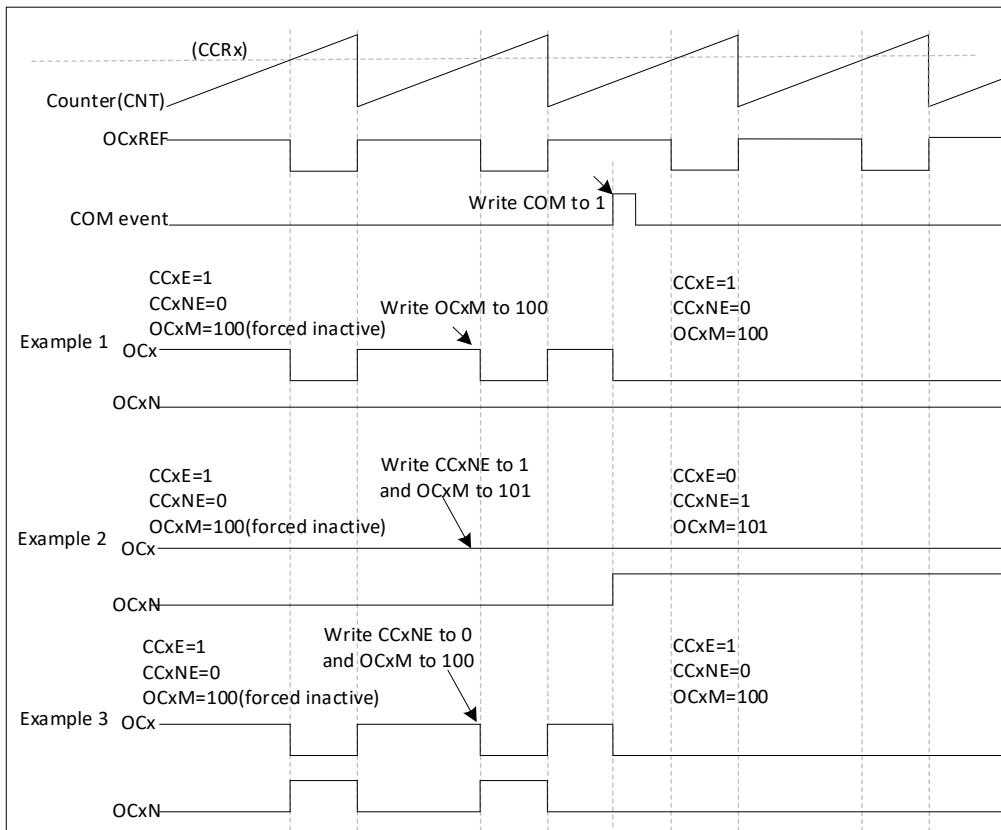 (CCRx)
Counter(CNT)
OCxREF
Write COM to 1
COM event
CCxE=1
CCxNE=0
OCxM=100(forced inactive)
Write OCxM to 100
CCxE=1
CCxNE=0
OCxM=100
Example 1
OCx
OCxN
CCxE=1
CCxNE=0
OCxM=100(forced inactive)
Write CCxNE to 1
and OCxM to 101
CCxE=0
CCxNE=1
OCxM=101
Example 2
OCx
OCxN
CCxE=1
CCxNE=0
OCxM=100(forced inactive)
Write CCxNE to 0
and OCxM to 100
CCxE=1
CCxNE=0
OCxM=100
Example 3
OCx
OCxN